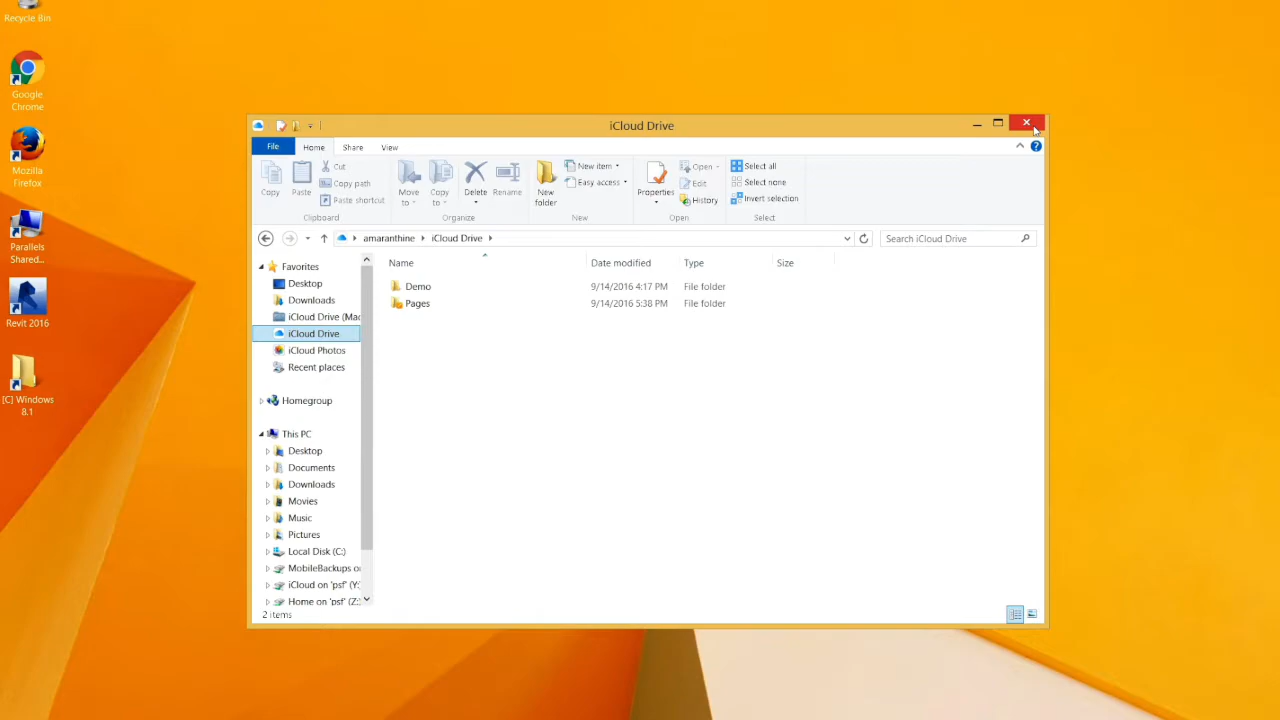 Recycle Bin
Google
Chrome
Mozilla
Firefox
Parallels
Shared...
Revit 2016
[C] Windows
8.1
iCloud Drive
File Home Share View
Copy
Paste
Cut
Copy path
Paste shortcut
Clipboard
Move
to
Copy
to
Delete
Rename
Organize
New
folder
New item
Easy access
New
Properties
Open
Edit
History
Open
Select all
Select none
Invert selection
Select
amaranthine iCloud Drive
Search iCloud Drive
Favorites
Desktop
Downloads
iCloud Drive (Mac
iCloud Drive
iCloud Photos
Recent places
Homegroup
This PC
Desktop
Documents
Downloads
Movies
Music
Pictures
Local Disk (C:)
MobileBackups o
iCloud on 'psf' (Y:
Home on 'psf' (Z:)
Name Date modified Type Size
Demo 9/14/2016 4:17 PM File folder
Pages 9/14/2016 5:38 PM File folder
2 items